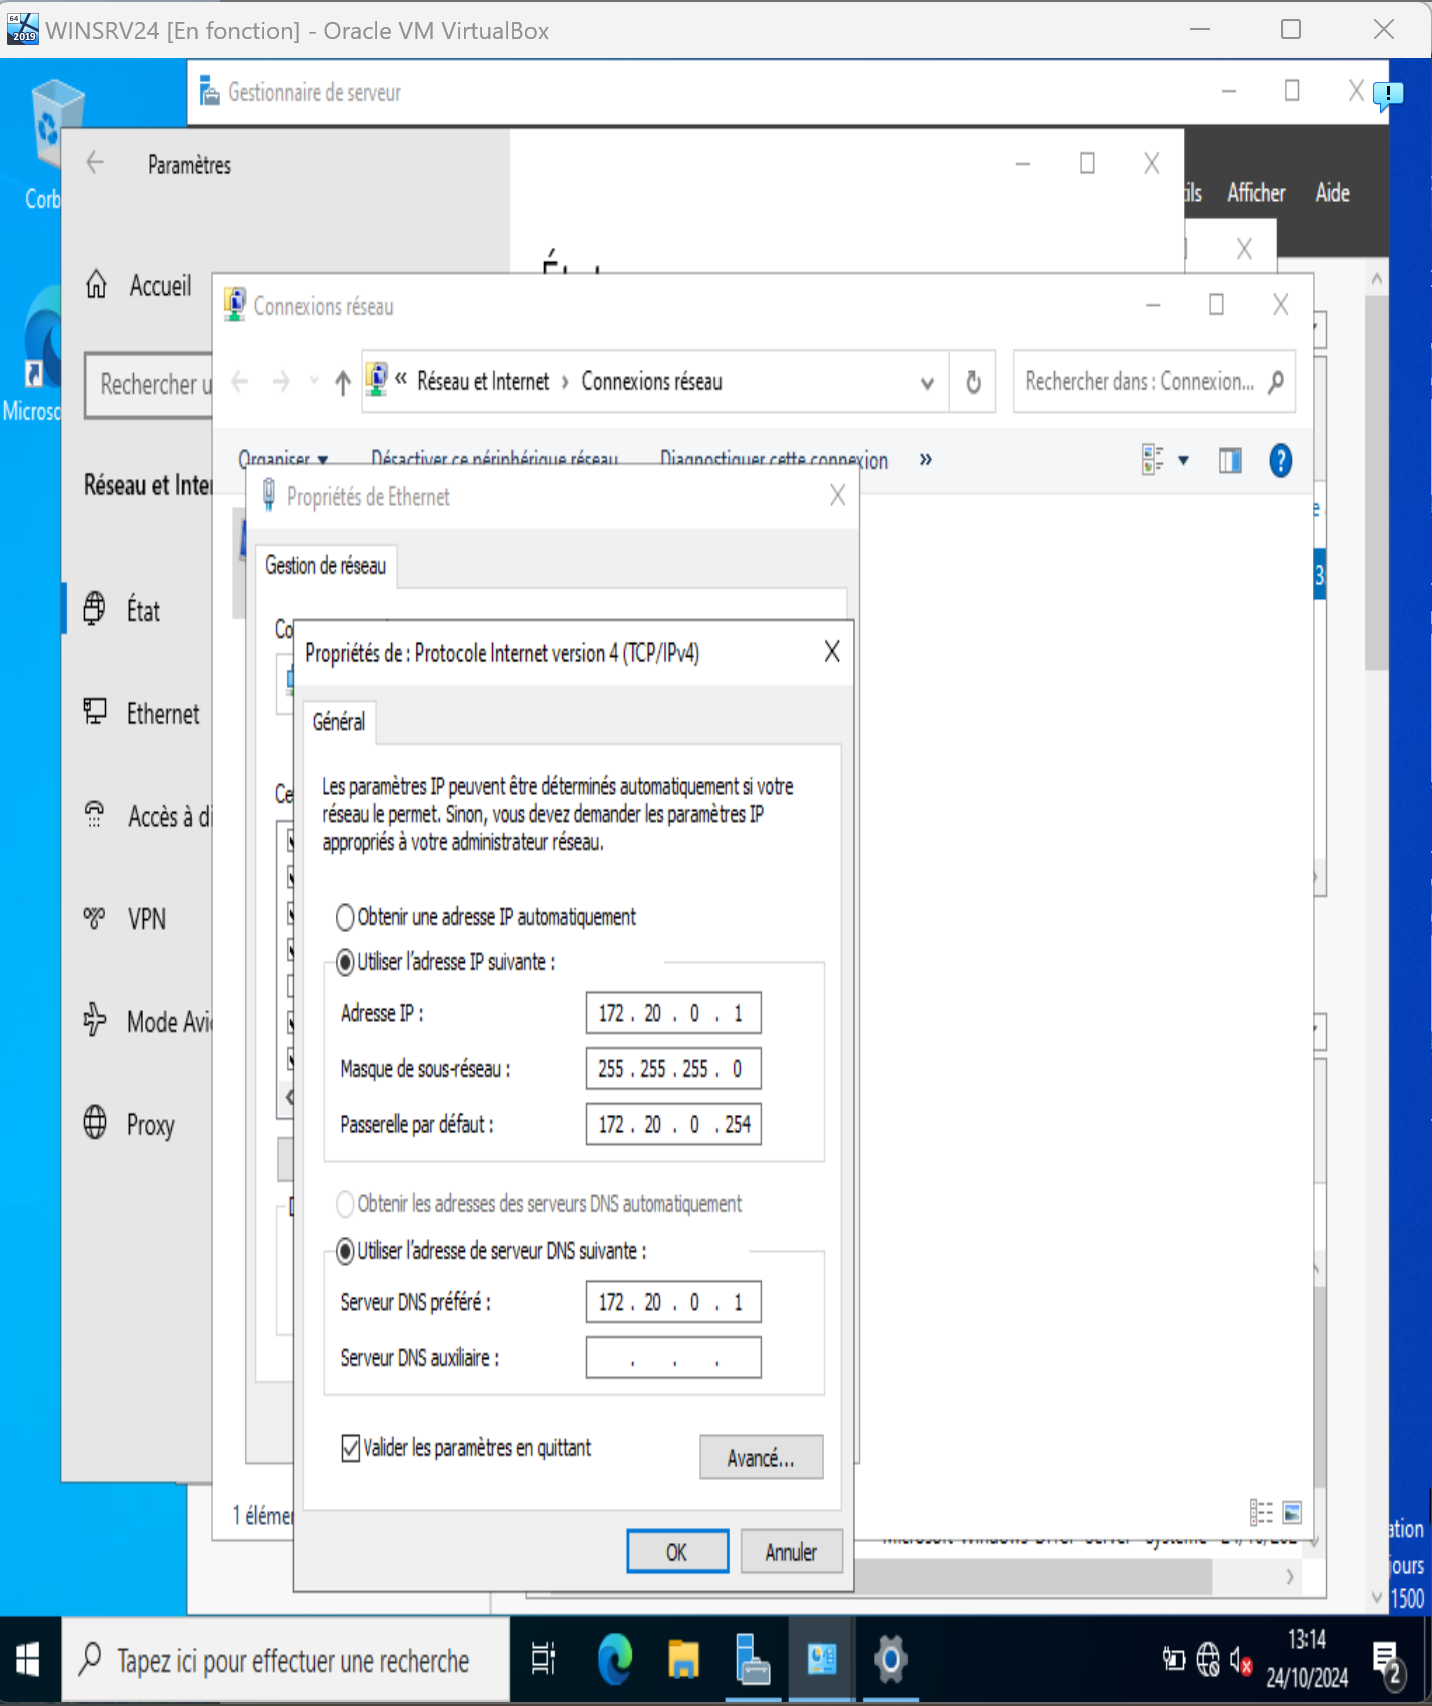 WINSRV24 [En fonction] - Oracle VM VirtualBox
Gestionnaire de serveur
Paramètres
Afficher
Aide
Corb
Accueil
Connexions réseau
Rechercher u
« Réseau et Internet › Connexions réseau
Rechercher dans : Connexion...
Microsc
Organiser
Désactiver ce périphérique réseau
Diagnostiquer cette connexion
»
Réseau et Inter
Propriétés de Ethernet
Gestion de réseau
3
État
Co
Propriétés de : Protocole Internet version 4 (TCP/IPv4)
Ethernet
Général
Les paramètres IP peuvent être déterminés automatiquement si votre
réseau le permet. Sinon, vous devez demander les paramètres IP
appropriés à votre administrateur réseau.
Ce
Accès à di
VPN
Obtenir une adresse IP automatiquement
Utiliser l'adresse IP suivante :
Adresse IP :
172 . 20 . 0 . 1
Mode Avic
Masque de sous-réseau :
255 . 255 . 255 . 0
Passerelle par défaut :
172 . 20 . 0 . 254
Proxy
Obtenir les adresses des serveurs DNS automatiquement
Utiliser l'adresse de serveur DNS suivante :
Serveur DNS préféré :
172 . 20 . 0 . 1
Serveur DNS auxiliaire :
. . .
Valider les paramètres en quittant
Avancé...
1 élémen
OK
Annuler
ation
jours
1500
Tapez ici pour effectuer une recherche
13:14
24/10/2024
2